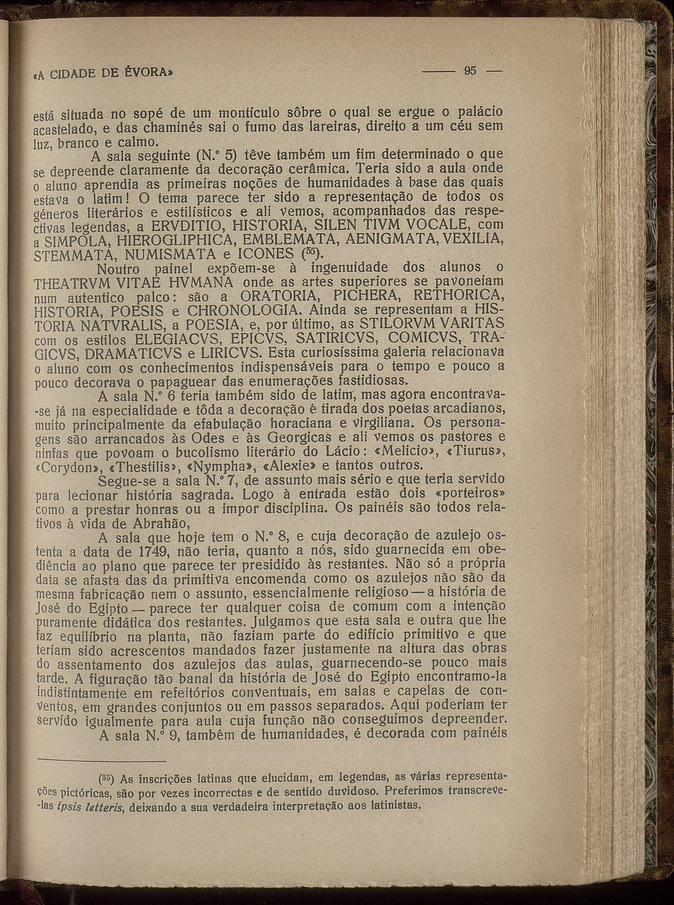 «A CIDADE DE ÉVORA» —— 95 —
está situada no sopé de um montículo sôbre o qual se ergue o palácio
acastelado, e das chaminés sai o fumo das lareiras, direito a um céu sem
luz, branco e calmo.
A sala seguinte (N.º 5) têve também um fim determinado o que
se depreende claramente da decoração cerâmica. Teria sido a aula onde
o aluno aprendia as primeiras noções de humanidades à base das quais
estava o latim! O tema parece ter sido a representação de todos os
géneros literários e estilísticos e ali vemos, acompanhados das respe-
ctivas legendas, a ERVDITIO, HISTORIA, SILEN TIVM VOCALE, com
a SIMPOLA, HIEROGLIPHICA, EMBLEMATA, AENIGMATA, VEXILIA,
STEMMATA, NUMISMATA e ICONES (³⁵).
Noutro painel expõem-se à ingenuidade dos alunos o
THEATRVM VITAE HVMANA onde as artes superiores se pavoneiam
num autentico palco: são a ORATORIA, PICHERA, RETHORICA,
HISTORIA, POESIS e CHRONOLOGIA. Ainda se representam a HIS-
TORIA NATVRALIS, a POESIA, e, por último, as STILORVM VARITAS
com os estilos ELEGIACVS, EPICVS, SATIRICVS, COMICVS, TRA-
GICVS, DRAMATICVS e LIRICVS. Esta curiosíssima galeria relacionava
o aluno com os conhecimentos indispensáveis para o tempo e pouco a
pouco decorava o papaguear das enumerações fastidiosas.
A sala N.º 6 teria também sido de latim, mas agora encontrava-
-se já na especialidade e tôda a decoração é tirada dos poetas arcadianos,
muito principalmente da efabulação horaciana e virgiliana. Os persona-
gens são arrancados às Odes e às Georgicas e ali vemos os pastores e
ninfas que povoam o bucolismo literário do Lácio: «Melicio», «Tiurus»,
«Corydon», «Thestilis», «Nympha», «Alexie» e tantos outros.
Segue-se a sala N.º 7, de assunto mais sério e que teria servido
para lecionar história sagrada. Logo à entrada estão dois «porteiros»
como a prestar honras ou a impor disciplina. Os painéis são todos rela-
tivos à vida de Abrahão,
A sala que hoje tem o N.º 8, e cuja decoração de azulejo os-
tenta a data de 1749, não teria, quanto a nós, sido guarnecida em obe-
diência ao plano que parece ter presidido às restantes. Não só a própria
data se afasta das da primitiva encomenda como os azulejos não são da
mesma fabricação nem o assunto, essencialmente religioso — a história de
José do Egipto — parece ter qualquer coisa de comum com a intenção
puramente didática dos restantes. Julgamos que esta sala e outra que lhe
faz equilíbrio na planta, não faziam parte do edifício primitivo e que
teriam sido acrescentos mandados fazer justamente na altura das obras
do assentamento dos azulejos das aulas, guarnecendo-se pouco mais
tarde. A figuração tão banal da história de José do Egipto encontramo-la
indistintamente em refeitórios conventuais, em salas e capelas de con-
ventos, em grandes conjuntos ou em passos separados. Aqui poderiam ter
servido igualmente para aula cuja função não conseguimos depreender.
A sala N.º 9, também de humanidades, é decorada com painéis
(³⁵) As inscrições latinas que elucidam, em legendas, as várias representa-
ções pictóricas, são por vezes incorrectas e de sentido duvidoso. Preferimos transcreve-
-las ipsis letteris, deixando a sua verdadeira interpretação aos latinistas.